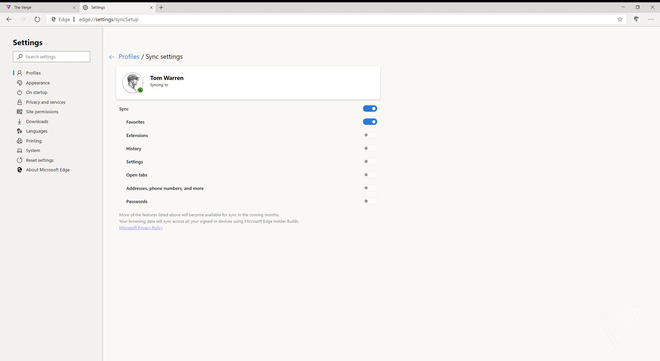 The Verge
Settings
Edge
edge://settings/syncSetup
Settings
Search settings
Profiles
Appearance
On startup
Privacy and services
Site permissions
Downloads
Languages
Printing
System
Reset settings
About Microsoft Edge
Profiles / Sync settings
Tom Warren
Syncing to
Sync
Favorites
Extensions
History
Settings
Open tabs
Addresses, phone numbers, and more
Passwords
More of the features listed above will become available for sync in the coming months.
Your browsing data will sync across all your signed-in devices using Microsoft Edge Insider Builds.
Microsoft Privacy Policy